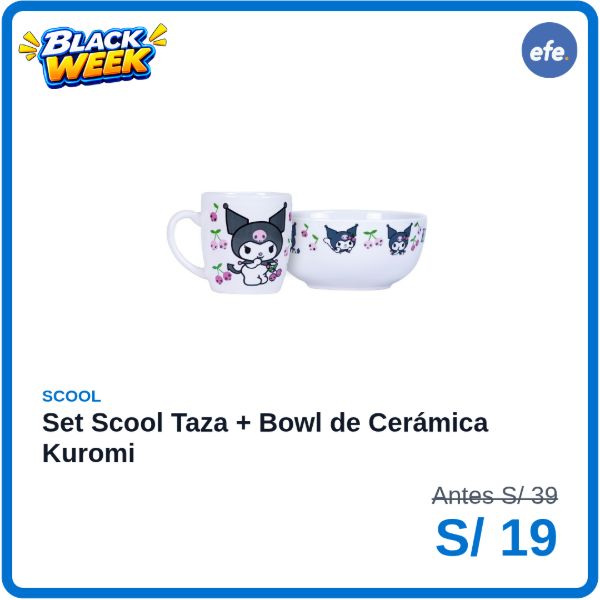 BLACK
WEEK
efe.
SCOOL
Set Scool Taza + Bowl de Cerámica
Kuromi
Antes S/ 39
S/ 19